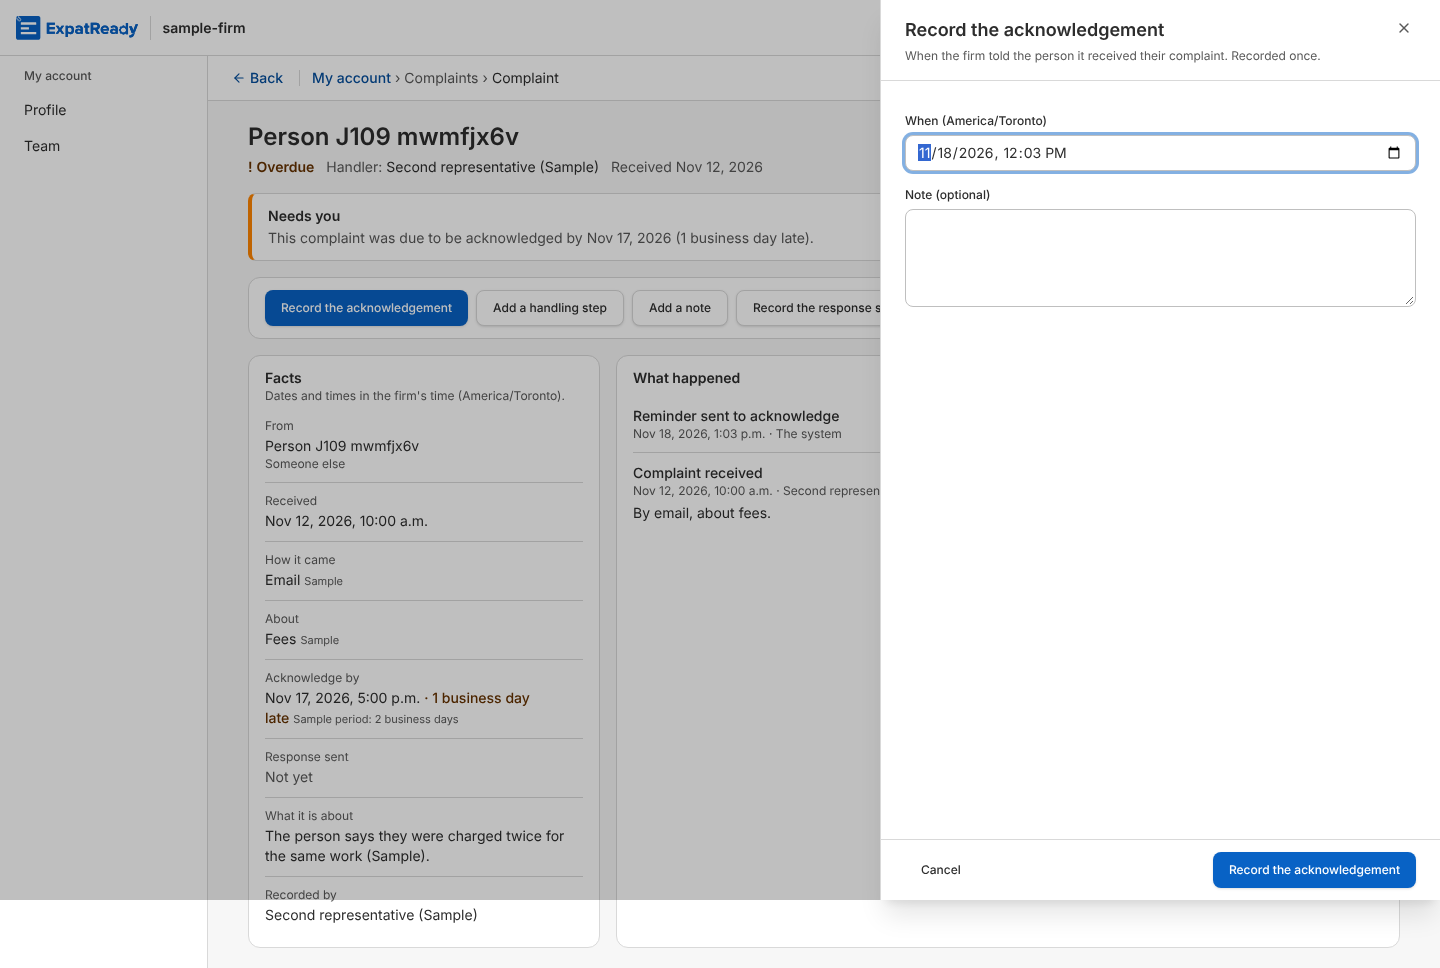 ExpatReady
sample-firm
My account
Profile
Team
Back
My account › Complaints › Complaint
Person J109 mwmfjx6v
! Overdue Handler: Second representative (Sample) Received Nov 12, 2026
Needs you
This complaint was due to be acknowledged by Nov 17, 2026 (1 business day late).
Record the acknowledgement
Add a handling step
Add a note
Record the response s
Facts
Dates and times in the firm's time (America/Toronto).
From
Person J109 mwmfjx6v
Someone else
Received
Nov 12, 2026, 10:00 a.m.
How it came
Email Sample
About
Fees Sample
Acknowledge by
Nov 17, 2026, 5:00 p.m. · 1 business day
late Sample period: 2 business days
Response sent
Not yet
What it is about
The person says they were charged twice for
the same work (Sample).
Recorded by
Second representative (Sample)
What happened
Reminder sent to acknowledge
Nov 18, 2026, 1:03 p.m. · The system
Complaint received
Nov 12, 2026, 10:00 a.m. · Second represen
By email, about fees.
Record the acknowledgement
When the firm told the person it received their complaint. Recorded once.
When (America/Toronto)
11/18/2026, 12:03 PM
Note (optional)
Cancel
Record the acknowledgement